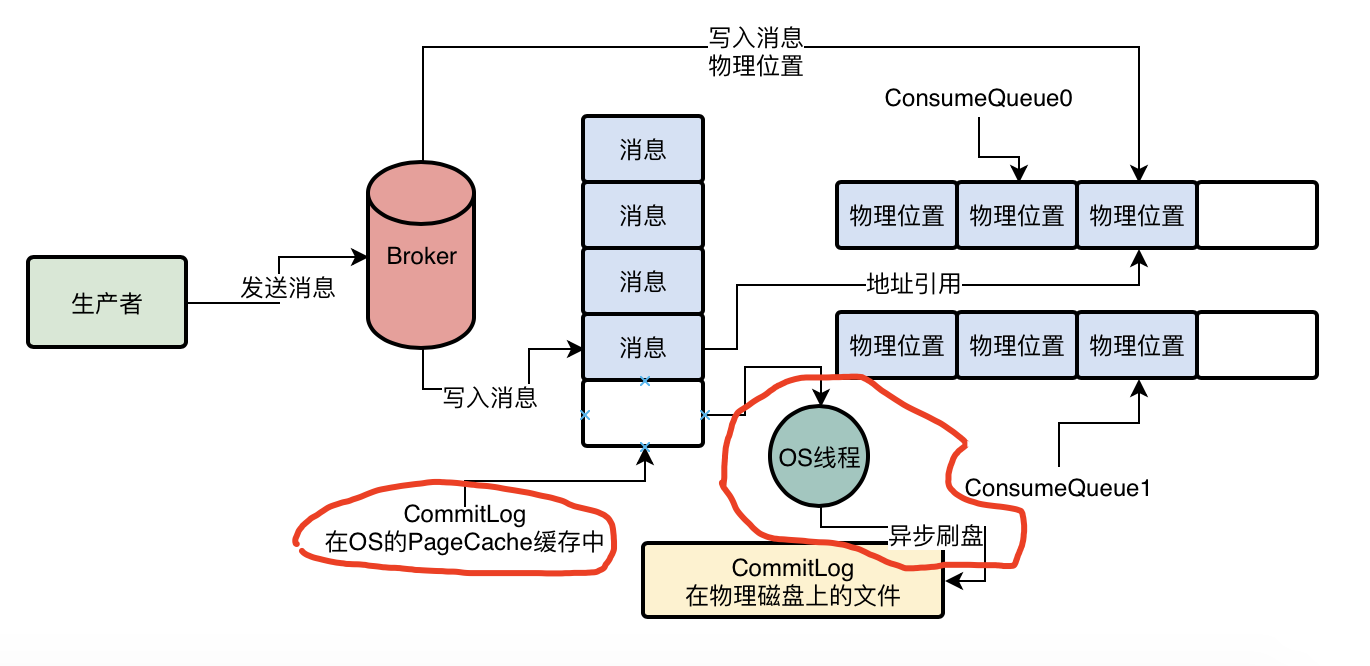 写入消息
物理位置
ConsumeQueue0
消息
消息
消息
消息
物理位置
物理位置
物理位置
Broker
生产者
发送消息
地址引用
写入消息
物理位置
物理位置
物理位置
OS线程
ConsumeQueue1
CommitLog
在OS的PageCache缓存中
异步刷盘
CommitLog
在物理磁盘上的文件